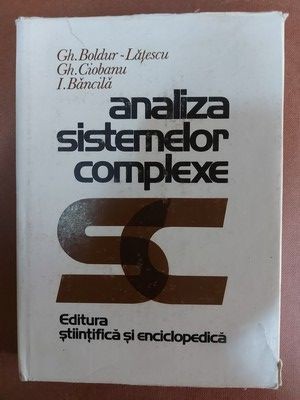 Gh. Boldur-Lățescu
Gh. Ciobanu
I. Băncilă
analiza
sistemelor
complexe
SC
Editura
științifică și enciclopedică